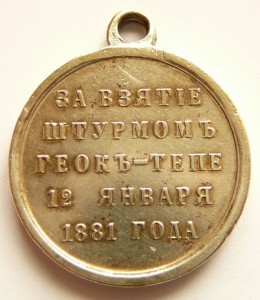 ЗА ВЗЯТІЕ
ШТУРМОМЪ
ГЕОКЪ-ТЕПЕ
12 ЯНВАРЯ
1881 ГОДА